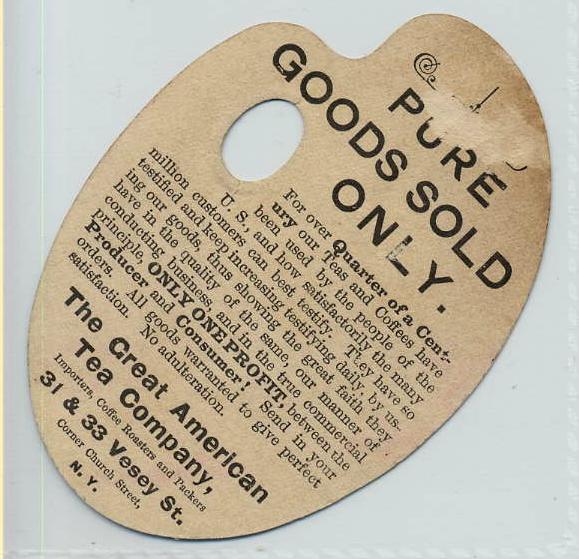 PURE
GOODS SOLD
ONLY.
For over Quarter of a Cent-
ury our Teas and Coffees have
been used by the people of the
U. S., and how satisfactorily the many
million customers can best testify. They have so
testified and keep increasing testifying daily, by us-
ing our goods, thus showing the great faith they
have in the quality of the same, our manner of
conducting business, and in the true commercial
principle, ONLY ONE PROFIT! between the
Producer and Consumer! Send in your
orders. All goods warranted to give perfect
satisfaction No adulteration.
The Great American
Tea Company,
Importers, Coffee Roasters and Packers
31 & 33 Vesey St.
Corner Church Street,
N. Y.